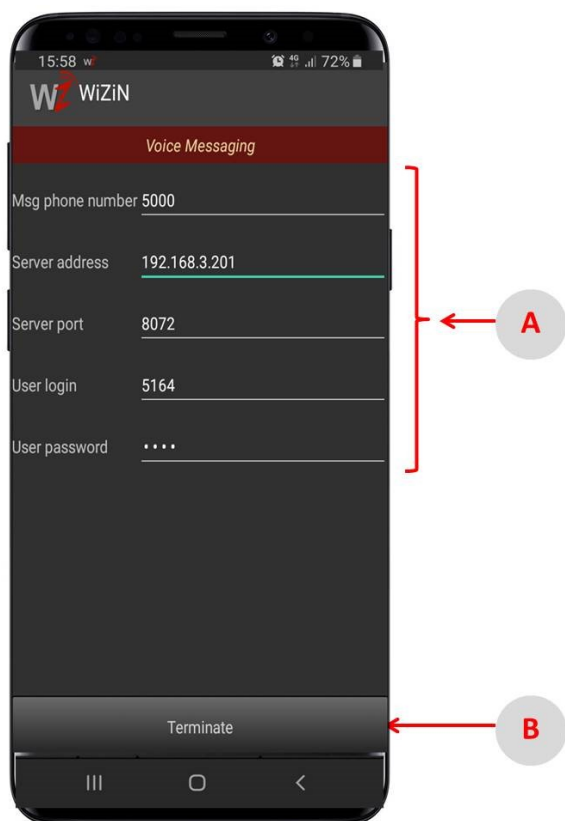 15:58 4G 72%
WiZiN
Voice Messaging
Msg phone number 5000
Server address 192.168.3.201
Server port 8072
User login 5164
User password ····
A
Terminate
B